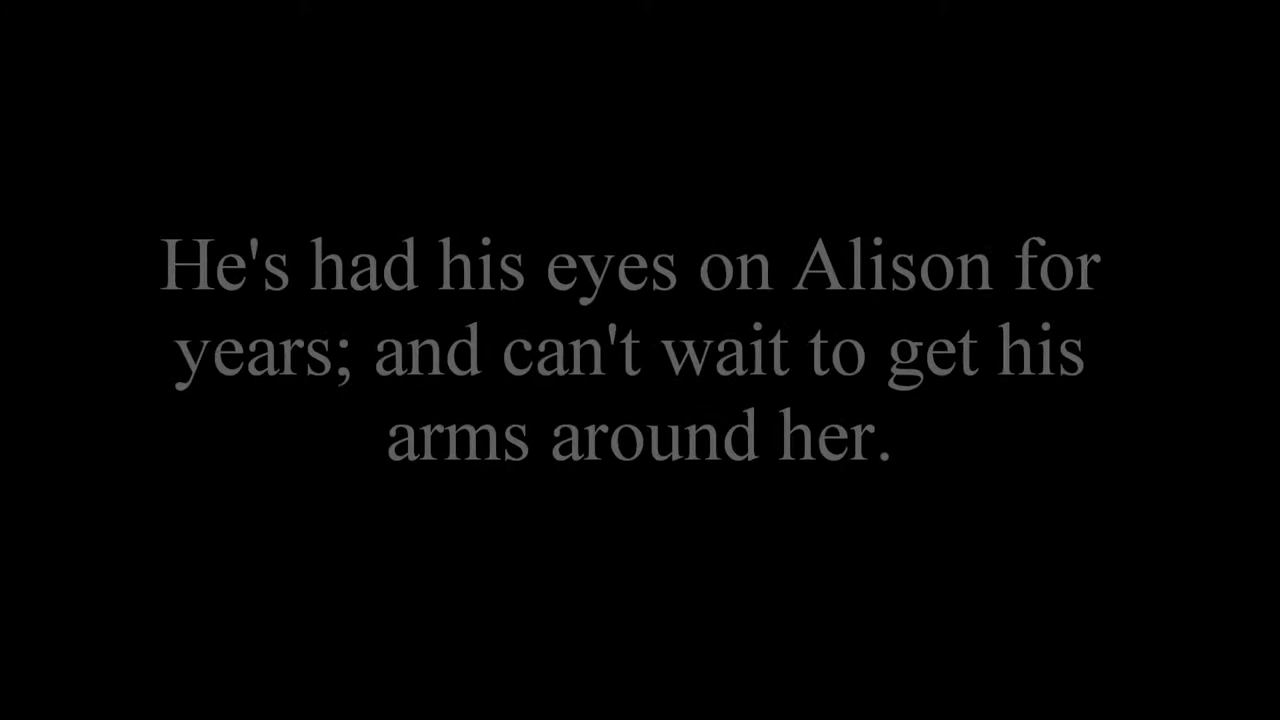 He's had his eyes on Alison for
years; and can't wait to get his
arms around her.